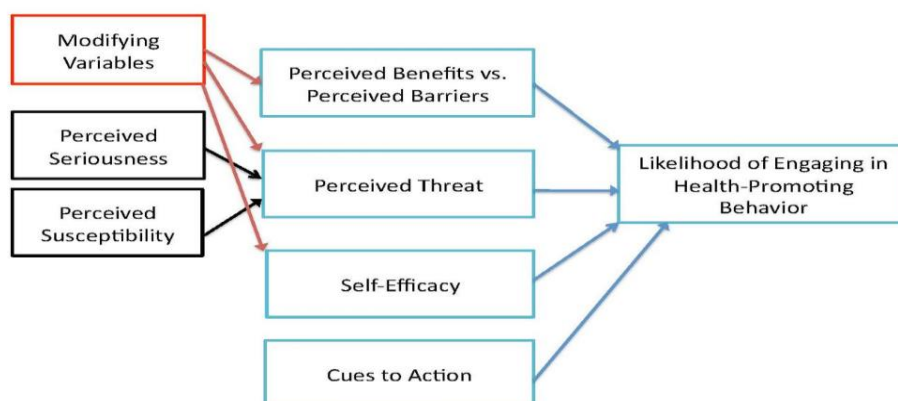 Modifying
Variables
Perceived Benefits vs.
Perceived Barriers
Perceived
Seriousness
Perceived Threat
Likelihood of Engaging in
Health-Promoting
Behavior
Perceived
Susceptibility
Self-Efficacy
Cues to Action